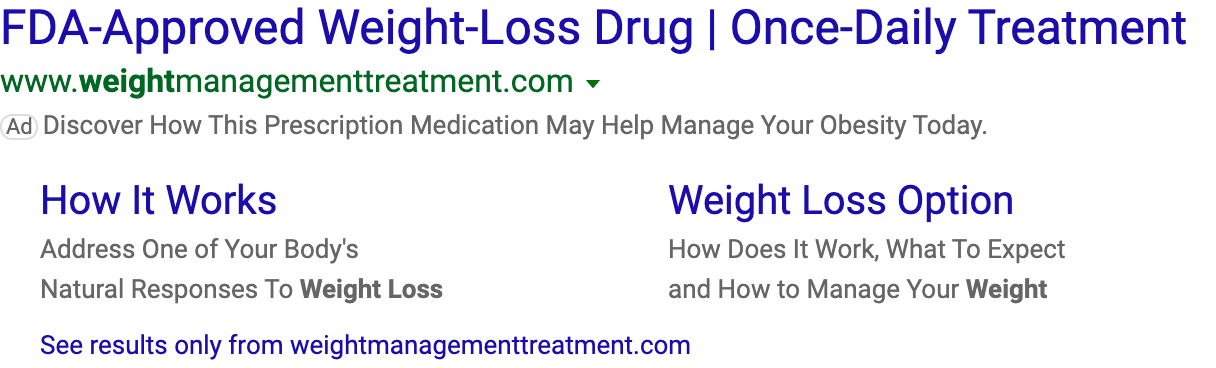 FDA-Approved Weight-Loss Drug | Once-Daily Treatment
www.weightmanagementtreatment.com
Ad Discover How This Prescription Medication May Help Manage Your Obesity Today.
How It Works
Address One of Your Body's
Natural Responses To Weight Loss
Weight Loss Option
How Does It Work, What To Expect
and How to Manage Your Weight
See results only from weightmanagementtreatment.com